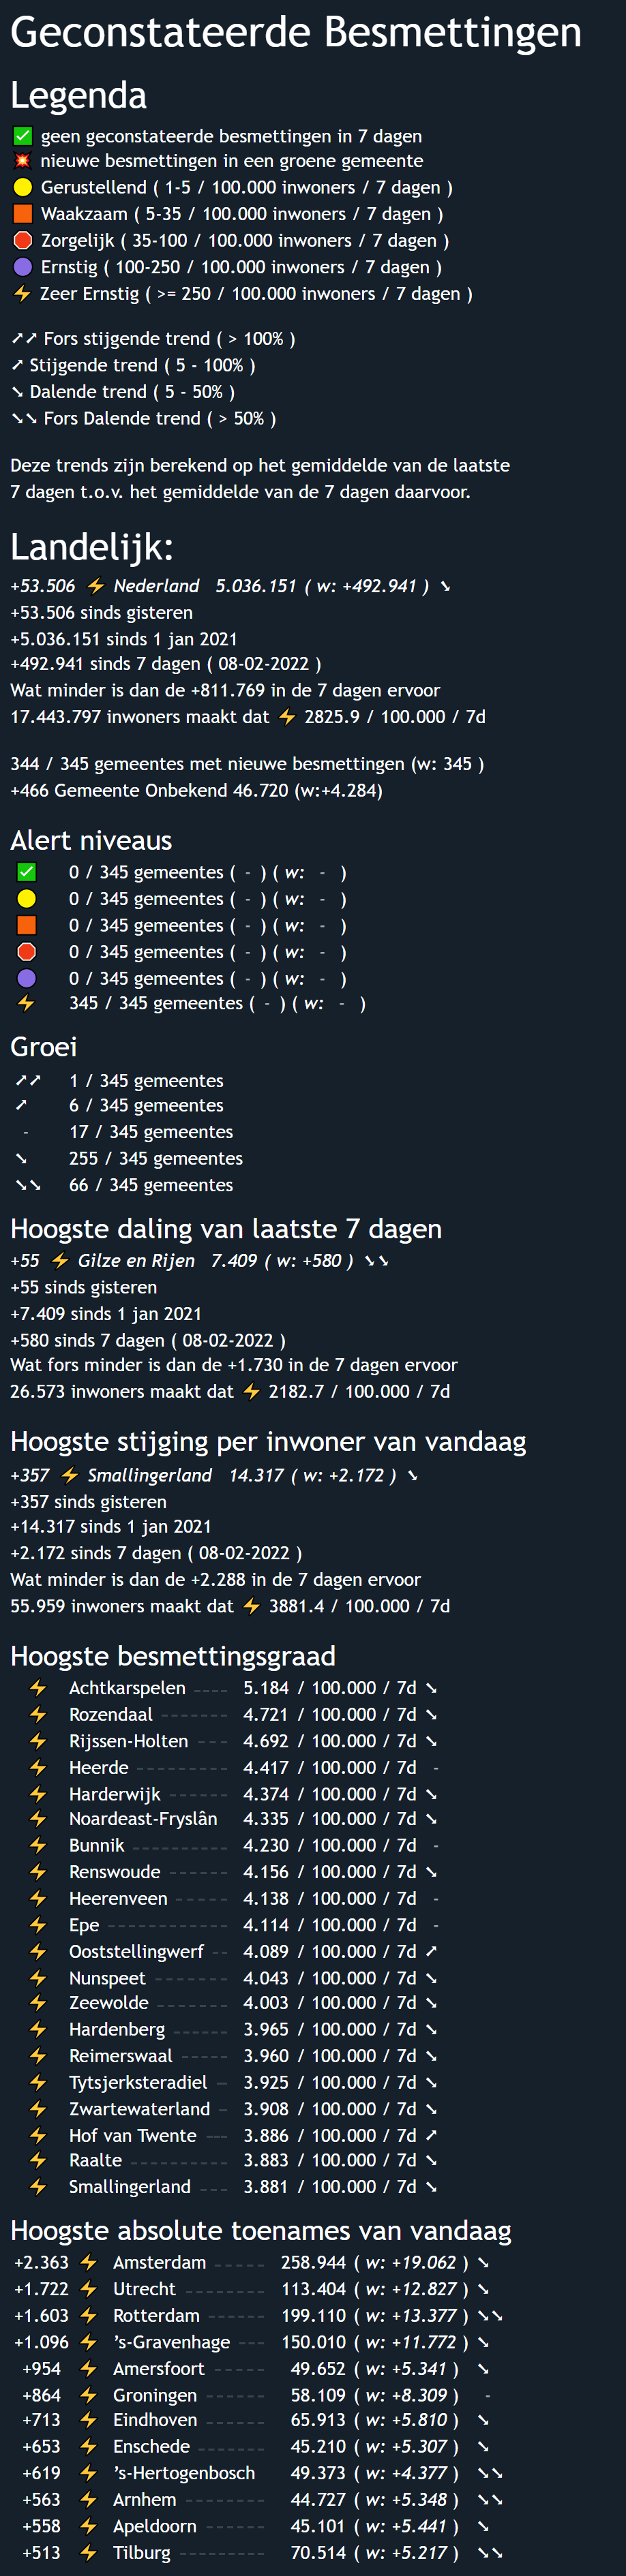 Geconstateerde Besmettingen
Legenda
✅ geen geconstateerde besmettingen in 7 dagen
💥 nieuwe besmettingen in een groene gemeente
🟡 Gerustellend ( 1-5 / 100.000 inwoners / 7 dagen )
🟧 Waakzaam ( 5-35 / 100.000 inwoners / 7 dagen )
🛑 Zorgelijk ( 35-100 / 100.000 inwoners / 7 dagen )
🟣 Ernstig ( 100-250 / 100.000 inwoners / 7 dagen )
⚡ Zeer Ernstig ( >= 250 / 100.000 inwoners / 7 dagen )
➚➚ Fors stijgende trend ( > 100% )
➚ Stijgende trend ( 5 - 100% )
➘ Dalende trend ( 5 - 50% )
➘➘ Fors Dalende trend ( > 50% )
Deze trends zijn berekend op het gemiddelde van de laatste
7 dagen t.o.v. het gemiddelde van de 7 dagen daarvoor.
Landelijk:
+53.506 ⚡ Nederland 5.036.151 ( w: +492.941 ) ➘
+53.506 sinds gisteren
+5.036.151 sinds 1 jan 2021
+492.941 sinds 7 dagen ( 08-02-2022 )
Wat minder is dan de +811.769 in de 7 dagen ervoor
17.443.797 inwoners maakt dat ⚡ 2825.9 / 100.000 / 7d
344 / 345 gemeentes met nieuwe besmettingen (w: 345 )
+466 Gemeente Onbekend 46.720 (w:+4.284)
Alert niveaus
✅ 0 / 345 gemeentes ( - ) ( w: - )
🟡 0 / 345 gemeentes ( - ) ( w: - )
🟧 0 / 345 gemeentes ( - ) ( w: - )
🛑 0 / 345 gemeentes ( - ) ( w: - )
🟣 0 / 345 gemeentes ( - ) ( w: - )
⚡ 345 / 345 gemeentes ( - ) ( w: - )
Groei
➚➚ 1 / 345 gemeentes
➚ 6 / 345 gemeentes
- 17 / 345 gemeentes
➘ 255 / 345 gemeentes
➘➘ 66 / 345 gemeentes
Hoogste daling van laatste 7 dagen
+55 ⚡ Gilze en Rijen 7.409 ( w: +580 ) ➘➘
+55 sinds gisteren
+7.409 sinds 1 jan 2021
+580 sinds 7 dagen ( 08-02-2022 )
Wat fors minder is dan de +1.730 in de 7 dagen ervoor
26.573 inwoners maakt dat ⚡ 2182.7 / 100.000 / 7d
Hoogste stijging per inwoner van vandaag
+357 ⚡ Smallingerland 14.317 ( w: +2.172 ) ➘
+357 sinds gisteren
+14.317 sinds 1 jan 2021
+2.172 sinds 7 dagen ( 08-02-2022 )
Wat minder is dan de +2.288 in de 7 dagen ervoor
55.959 inwoners maakt dat ⚡ 3881.4 / 100.000 / 7d
Hoogste besmettingsgraad
⚡ Achtkarspelen ---- 5.184 / 100.000 / 7d ➘
⚡ Rozendaal ------- 4.721 / 100.000 / 7d ➘
⚡ Rijssen-Holten --- 4.692 / 100.000 / 7d ➘
⚡ Heerde ---------- 4.417 / 100.000 / 7d -
⚡ Harderwijk ------ 4.374 / 100.000 / 7d ➘
⚡ Noardeast-Fryslân 4.335 / 100.000 / 7d ➘
⚡ Bunnik ---------- 4.230 / 100.000 / 7d -
⚡ Renswoude ------ 4.156 / 100.000 / 7d ➘
⚡ Heerenveen ----- 4.138 / 100.000 / 7d -
⚡ Epe ------------- 4.114 / 100.000 / 7d -
⚡ Ooststellingwerf -- 4.089 / 100.000 / 7d ➚
⚡ Nunspeet -------- 4.043 / 100.000 / 7d ➘
⚡ Zeewolde ------- 4.003 / 100.000 / 7d ➘
⚡ Hardenberg ------ 3.965 / 100.000 / 7d ➘
⚡ Reimerswaal ----- 3.960 / 100.000 / 7d ➘
⚡ Tytsjerksteradiel - 3.925 / 100.000 / 7d ➘
⚡ Zwartewaterland - 3.908 / 100.000 / 7d ➘
⚡ Hof van Twente --- 3.886 / 100.000 / 7d ➚
⚡ Raalte ---------- 3.883 / 100.000 / 7d ➘
⚡ Smallingerland --- 3.881 / 100.000 / 7d ➘
Hoogste absolute toenames van vandaag
+2.363 ⚡ Amsterdam ----- 258.944 ( w: +19.062 ) ➘
+1.722 ⚡ Utrecht -------- 113.404 ( w: +12.827 ) ➘
+1.603 ⚡ Rotterdam ------ 199.110 ( w: +13.377 ) ➘➘
+1.096 ⚡ 's-Gravenhage --- 150.010 ( w: +11.772 ) ➘
+954 ⚡ Amersfoort ------ 49.652 ( w: +5.341 ) ➘
+864 ⚡ Groningen ------- 58.109 ( w: +8.309 ) -
+713 ⚡ Eindhoven ------ 65.913 ( w: +5.810 ) ➘
+653 ⚡ Enschede ------- 45.210 ( w: +5.307 ) ➘
+619 ⚡ 's-Hertogenbosch 49.373 ( w: +4.377 ) ➘➘
+563 ⚡ Arnhem --------- 44.727 ( w: +5.348 ) ➘➘
+558 ⚡ Apeldoorn ------- 45.101 ( w: +5.441 ) ➘
+513 ⚡ Tilburg ---------- 70.514 ( w: +5.217 ) ➘➘